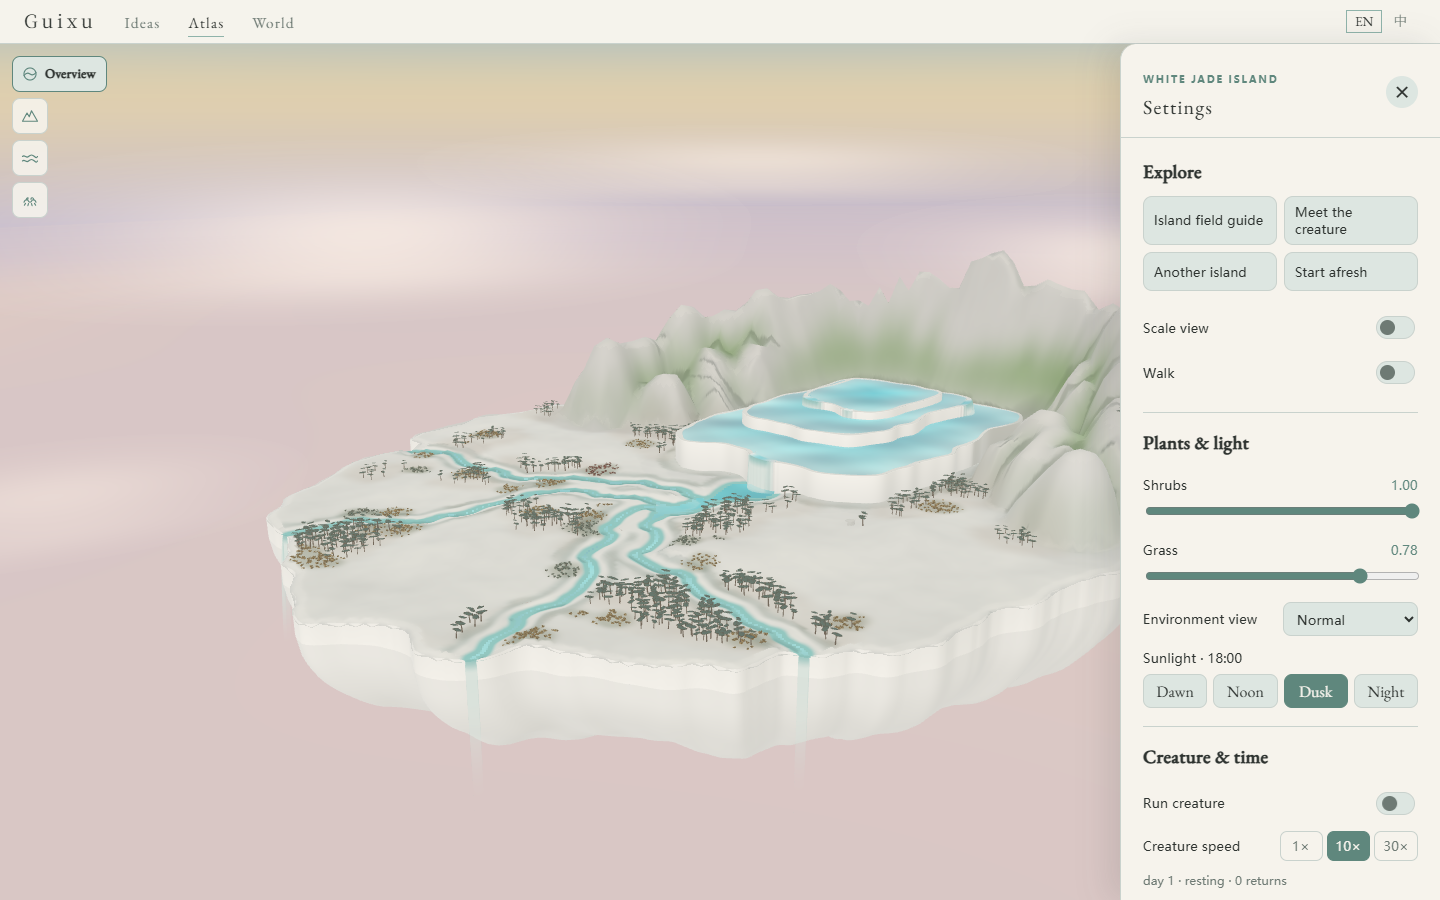 Guixu
Ideas
Atlas
World
EN
中
Overview
WHITE JADE ISLAND
Settings
Explore
Island field guide
Meet the
creature
Another island
Start afresh
Scale view
Walk
Plants & light
Shrubs
1.00
Grass
0.78
Environment view
Normal
Sunlight · 18:00
Dawn
Noon
Dusk
Night
Creature & time
Run creature
Creature speed
1×
10×
30×
day 1 · resting · 0 returns